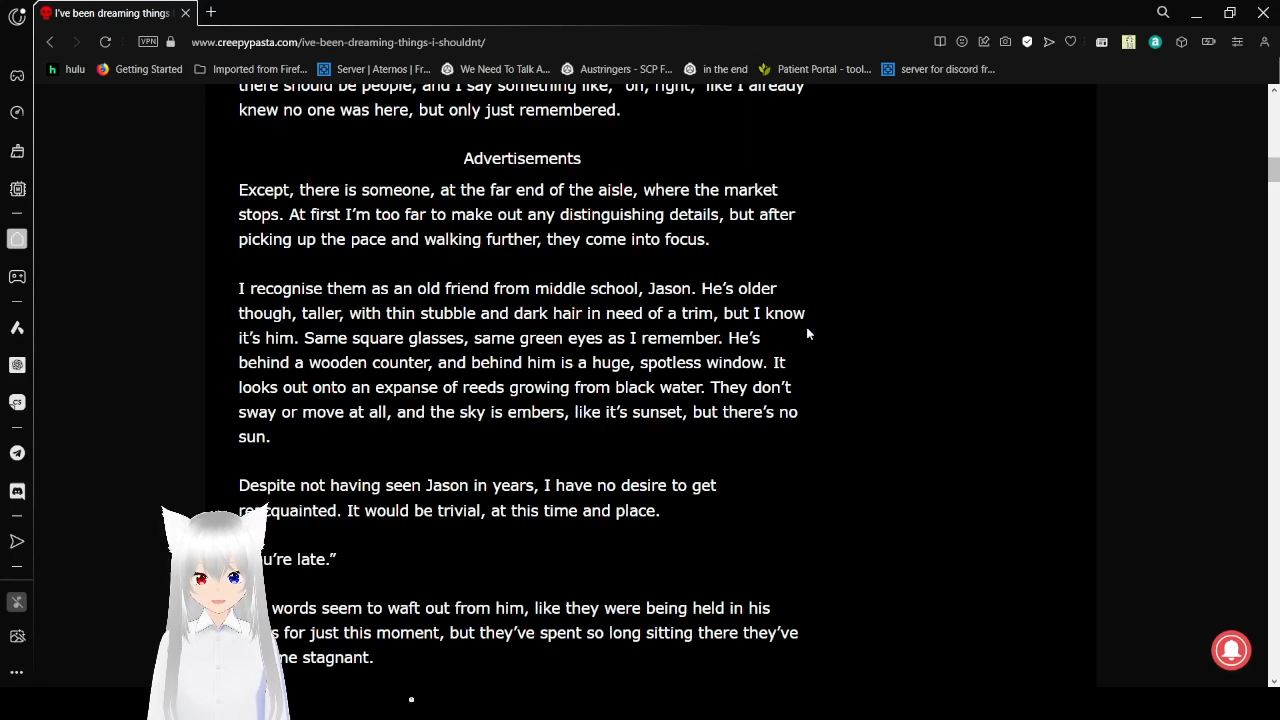 I've been dreaming things I
www.creepypasta.com/ive-been-dreaming-things-i-shouldnt/
VPN
hulu
Getting Started
Imported from Firef...
Server | Aternos | Fr...
We Need To Talk A...
Austringers - SCP F...
in the end
Patient Portal - tool...
server for discord fr...
there should be people, and I say something like, “oh, right,” like I already
knew no one was here, but only just remembered.
Advertisements
Except, there is someone, at the far end of the aisle, where the market
stops. At first I’m too far to make out any distinguishing details, but after
picking up the pace and walking further, they come into focus.
I recognise them as an old friend from middle school, Jason. He’s older
though, taller, with thin stubble and dark hair in need of a trim, but I know
it’s him. Same square glasses, same green eyes as I remember. He’s
behind a wooden counter, and behind him is a huge, spotless window. It
looks out onto an expanse of reeds growing from black water. They don’t
sway or move at all, and the sky is embers, like it’s sunset, but there’s no
sun.
Despite not having seen Jason in years, I have no desire to get
reacquainted. It would be trivial, at this time and place.
u’re late.”
words seem to waft out from him, like they were being held in his
s for just this moment, but they’ve spent so long sitting there they’ve
me stagnant.